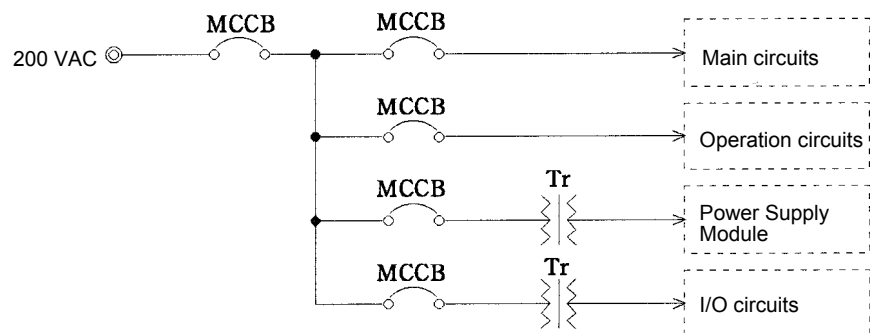 MCCB
MCCB
200 VAC
Main circuits
MCCB
Operation circuits
MCCB
Tr
Power Supply
Module
MCCB
Tr
I/O circuits